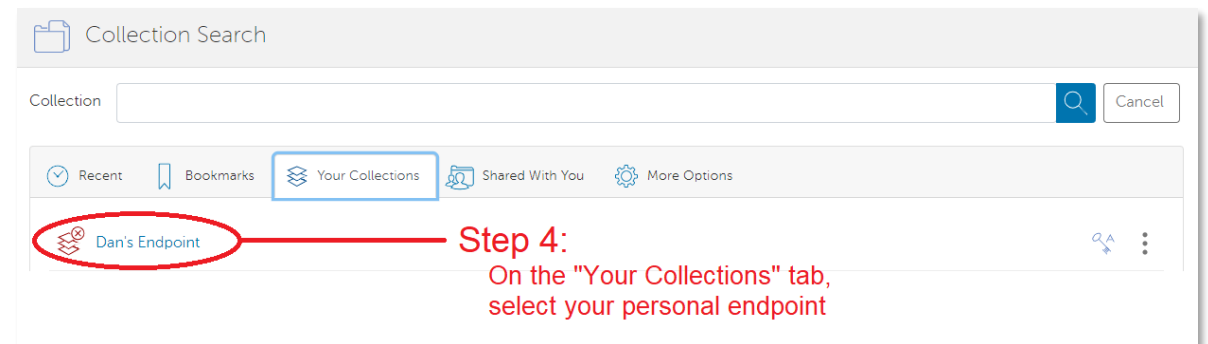 Collection Search
Collection
Cancel
Recent Bookmarks Your Collections Shared With You More Options
Dan's Endpoint
Step 4:
On the "Your Collections" tab,
select your personal endpoint